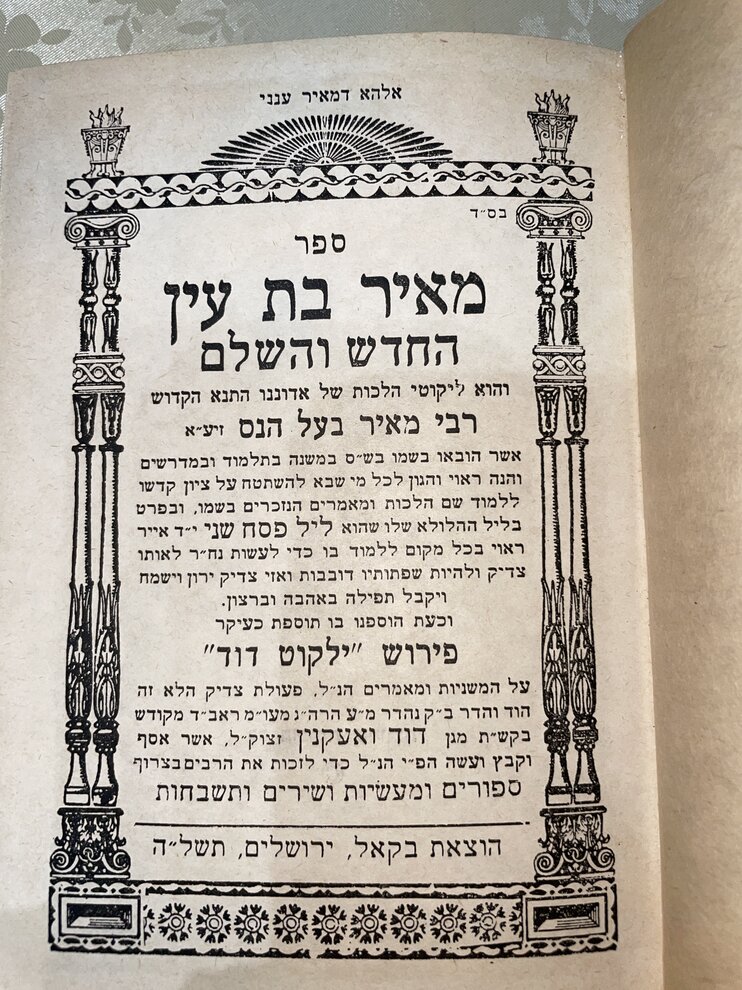 אלהא דמאיר ענני
בס״ד
ספר
מאיר בת עין
החדש והשלם
והוא ליקוטי הלכות של אדוננו התנא הקדוש
רבי מאיר בעל הנס זיע״א
אשר הובאו בשמו בש״ס במשנה בתלמוד ובמדרשים
והנה ראוי והגון לכל מי שבא להשתטח על ציון קדשו
ללמוד שם הלכות ומאמרים הנזכרים בשמו, ובפרט
בליל ההלולא שלו שהוא ליל פסח שני י״ד אייר
ראוי בכל מקום ללמוד בו כדי לעשות נח״ר לאותו
צדיק ולהיות שפתותיו דובבות ואזי צדיק ירון וישמח
ויקבל תפילה באהבה וברצון.
וכעת הוספנו בו תוספת כעיקר
פירוש ״ילקוט דוד״
על המשניות ומאמרים הנ״ל, פעולת צדיק הלא זה
הוד והדר ב״ק נהדר מ״ע הרה״ג מעו״מ ראב״ד מקודש
בקש״ת מגן דוד ואעקנין זצוק״ל, אשר אסף
וקבץ ועשה הפ״י הנ״ל כדי לזכות את הרבים בצרוף
ספורים ומעשיות ושירים ותשבחות
הוצאת בקאל, ירושלים, תשל״ה